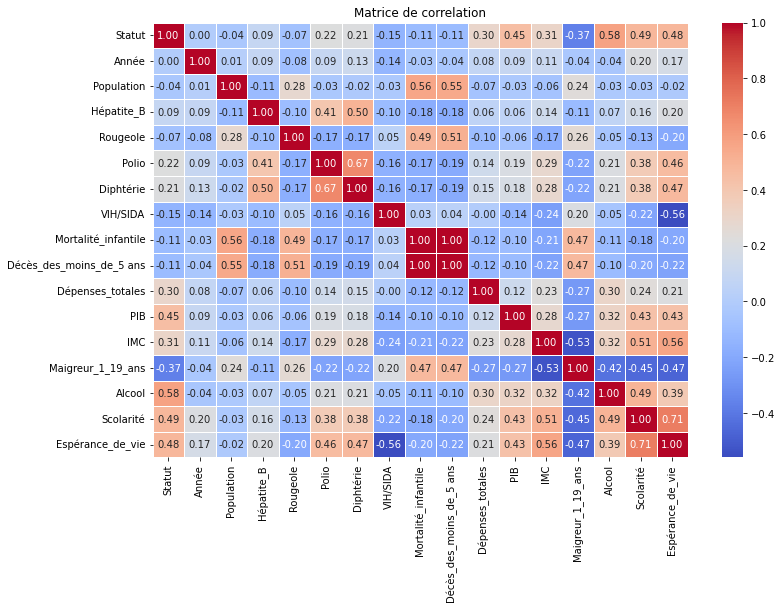 Matrice de correlation
Statut 1.00 0.00 -0.04 0.09 -0.07 0.22 0.21 -0.15 -0.11 -0.11 0.30 0.45 0.31 -0.37 0.58 0.49 0.48
Année 0.00 1.00 0.01 0.09 -0.08 0.09 0.13 -0.14 -0.03 -0.04 0.08 0.09 0.11 -0.04 -0.04 0.20 0.17
Population -0.04 0.01 1.00 -0.11 0.28 -0.03 -0.02 -0.03 0.56 0.55 -0.07 -0.03 -0.06 0.24 -0.03 -0.03 -0.02
Hépatite_B 0.09 0.09 -0.11 1.00 -0.10 0.41 0.50 -0.10 -0.18 -0.18 0.06 0.06 0.14 -0.11 0.07 0.16 0.20
Rougeole -0.07 -0.08 0.28 -0.10 1.00 -0.17 -0.17 0.05 0.49 0.51 -0.10 -0.06 -0.17 0.26 -0.05 -0.13 -0.20
Polio 0.22 0.09 -0.03 0.41 -0.17 1.00 0.67 -0.16 -0.17 -0.19 0.14 0.19 0.29 -0.22 0.21 0.38 0.46
Diphtérie 0.21 0.13 -0.02 0.50 -0.17 0.67 1.00 -0.16 -0.17 -0.19 0.15 0.18 0.28 -0.22 0.21 0.38 0.47
VIH/SIDA -0.15 -0.14 -0.03 -0.10 0.05 -0.16 -0.16 1.00 0.03 0.04 -0.00 -0.14 -0.24 0.20 -0.05 -0.22 -0.56
Mortalité_infantile -0.11 -0.03 0.56 -0.18 0.49 -0.17 -0.17 0.03 1.00 1.00 -0.12 -0.10 -0.21 0.47 -0.11 -0.18 -0.20
Décès_des_moins_de_5 ans -0.11 -0.04 0.55 -0.18 0.51 -0.19 -0.19 0.04 1.00 1.00 -0.12 -0.10 -0.22 0.47 -0.10 -0.20 -0.22
Dépenses_totales 0.30 0.08 -0.07 0.06 -0.10 0.14 0.15 -0.00 -0.12 -0.12 1.00 0.12 0.23 -0.27 0.30 0.24 0.21
PIB 0.45 0.09 -0.03 0.06 -0.06 0.19 0.18 -0.14 -0.10 -0.10 0.12 1.00 0.28 -0.27 0.32 0.43 0.43
IMC 0.31 0.11 -0.06 0.14 -0.17 0.29 0.28 -0.24 -0.21 -0.22 0.23 0.28 1.00 -0.53 0.32 0.51 0.56
Maigreur_1_19_ans -0.37 -0.04 0.24 -0.11 0.26 -0.22 -0.22 0.20 0.47 0.47 -0.27 -0.27 -0.53 1.00 -0.42 -0.45 -0.47
Alcool 0.58 -0.04 -0.03 0.07 -0.05 0.21 0.21 -0.05 -0.11 -0.10 0.30 0.32 0.32 -0.42 1.00 0.49 0.39
Scolarité 0.49 0.20 -0.03 0.16 -0.13 0.38 0.38 -0.22 -0.18 -0.20 0.24 0.43 0.51 -0.45 0.49 1.00 0.71
Espérance_de_vie 0.48 0.17 -0.02 0.20 -0.20 0.46 0.47 -0.56 -0.20 -0.22 0.21 0.43 0.56 -0.47 0.39 0.71 1.00
Statut
Année
Population
Hépatite_B
Rougeole
Polio
Diphtérie
VIH/SIDA
Mortalité_infantile
Décès_des_moins_de_5 ans
Dépenses_totales
PIB
IMC
Maigreur_1_19_ans
Alcool
Scolarité
Espérance_de_vie
1.0
0.8
0.6
0.4
0.2
0.0
−0.2
−0.4